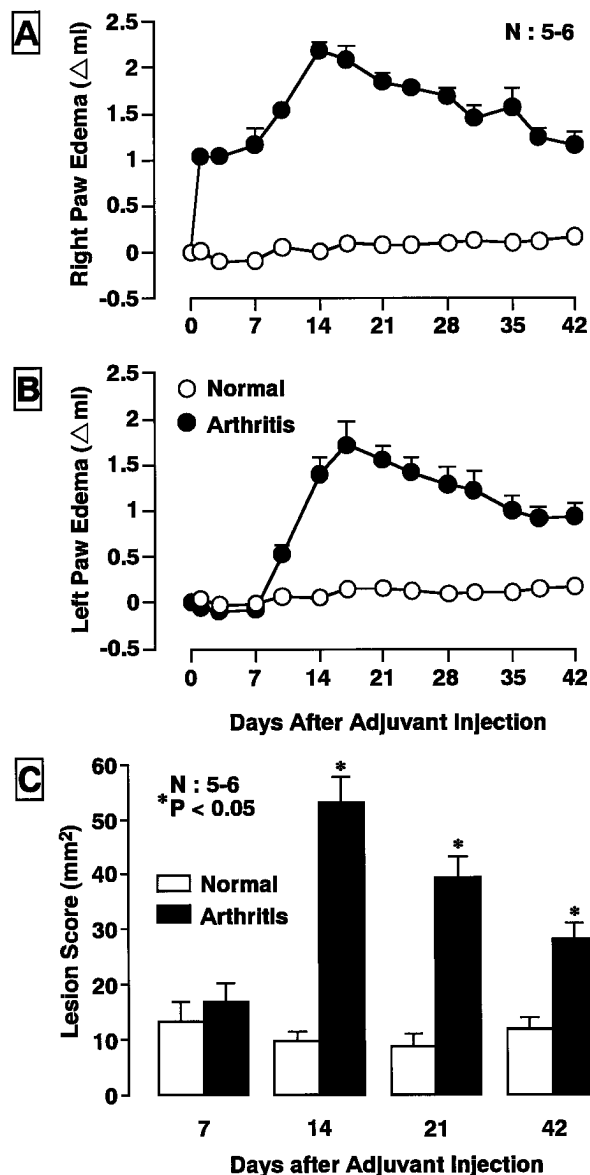 A
N : 5-6
Right Paw Edema (△ml)
2.5
2
1.5
1
0.5
0
-0.5
0 7 14 21 28 35 42
B
Left Paw Edema (△ml)
2.5
2
1.5
1
0.5
0
-0.5
Normal
Arthritis
0 7 14 21 28 35 42
Days After Adjuvant Injection
C
Lesion Score (mm²)
60
50
40
30
20
10
0
N : 5-6
*P < 0.05
Normal
Arthritis
*
*
*
7 14 21 42
Days after Adjuvant Injection